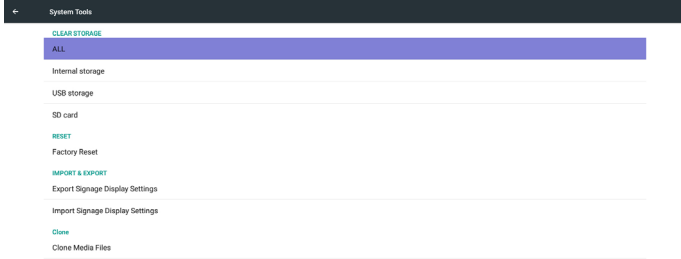 System Tools
CLEAR STORAGE
ALL
Internal storage
USB storage
SD card
RESET
Factory Reset
IMPORT & EXPORT
Export Signage Display Settings
Import Signage Display Settings
Clone
Clone Media Files